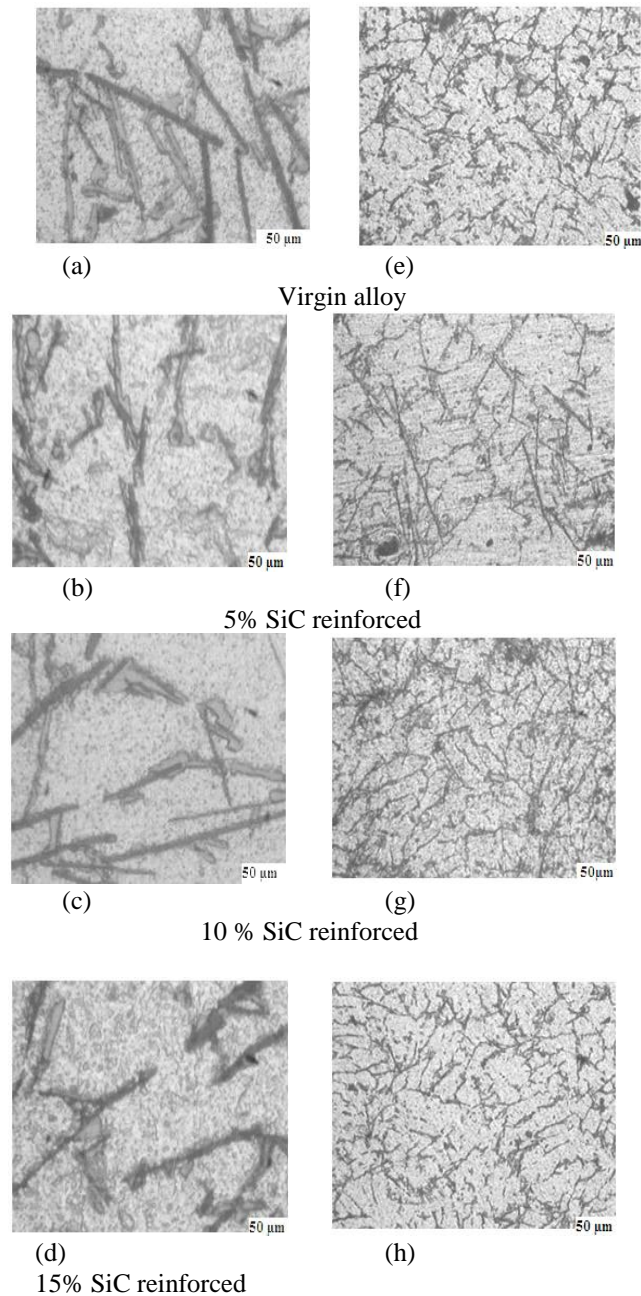 50 µm 50 µm
(a) (e)
Virgin alloy
50 µm 50 µm
(b) (f)
5% SiC reinforced
50 µm 50µm
(c) (g)
10 % SiC reinforced
50 µm 50 µm
(d) (h)
15% SiC reinforced